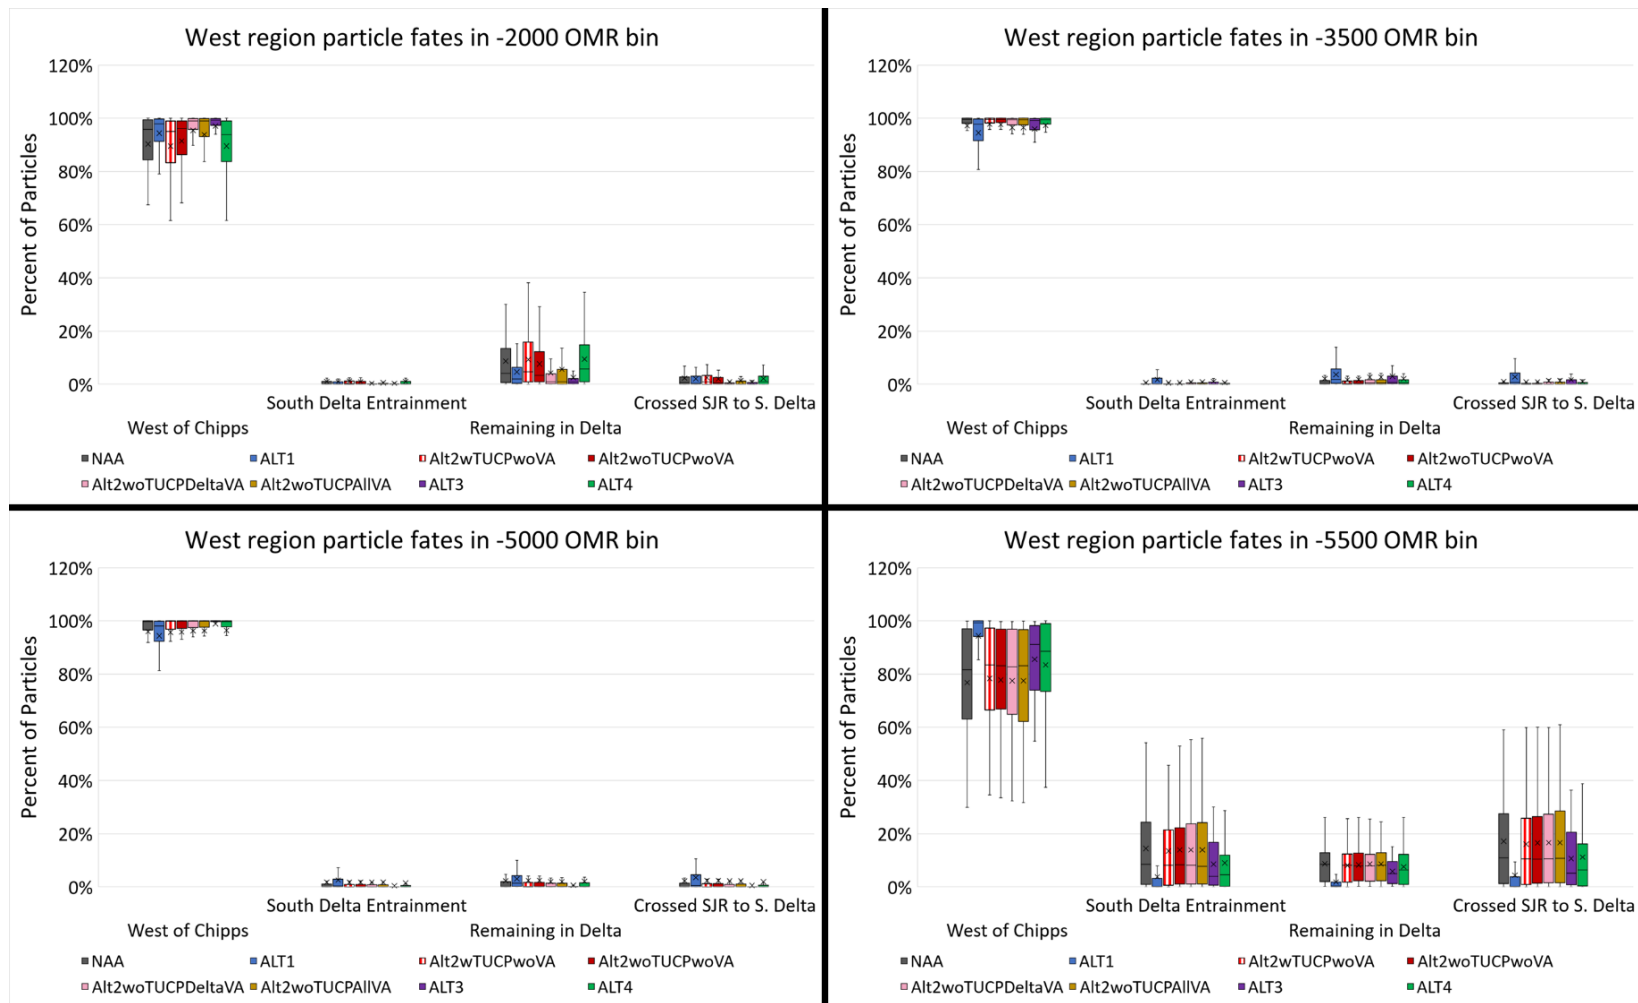 West region particle fates in -2000 OMR bin
120%
100%
80%
60%
40%
20%
0%
Percent of Particles
South Delta Entrainment
Crossed SJR to S. Delta
West of Chipps
Remaining in Delta
NAA
ALT1
Alt2wTUCPwoVA
Alt2woTUCPwoVA
Alt2woTUCPDeltaVA
Alt2woTUCPAllVA
ALT3
ALT4
West region particle fates in -3500 OMR bin
120%
100%
80%
60%
40%
20%
0%
Percent of Particles
South Delta Entrainment
Crossed SJR to S. Delta
West of Chipps
Remaining in Delta
NAA
ALT1
Alt2wTUCPwoVA
Alt2woTUCPwoVA
Alt2woTUCPDeltaVA
Alt2woTUCPAllVA
ALT3
ALT4
West region particle fates in -5000 OMR bin
120%
100%
80%
60%
40%
20%
0%
Percent of Particles
South Delta Entrainment
Crossed SJR to S. Delta
West of Chipps
Remaining in Delta
NAA
ALT1
Alt2wTUCPwoVA
Alt2woTUCPwoVA
Alt2woTUCPDeltaVA
Alt2woTUCPAllVA
ALT3
ALT4
West region particle fates in -5500 OMR bin
120%
100%
80%
60%
40%
20%
0%
Percent of Particles
South Delta Entrainment
Crossed SJR to S. Delta
West of Chipps
Remaining in Delta
NAA
ALT1
Alt2wTUCPwoVA
Alt2woTUCPwoVA
Alt2woTUCPDeltaVA
Alt2woTUCPAllVA
ALT3
ALT4